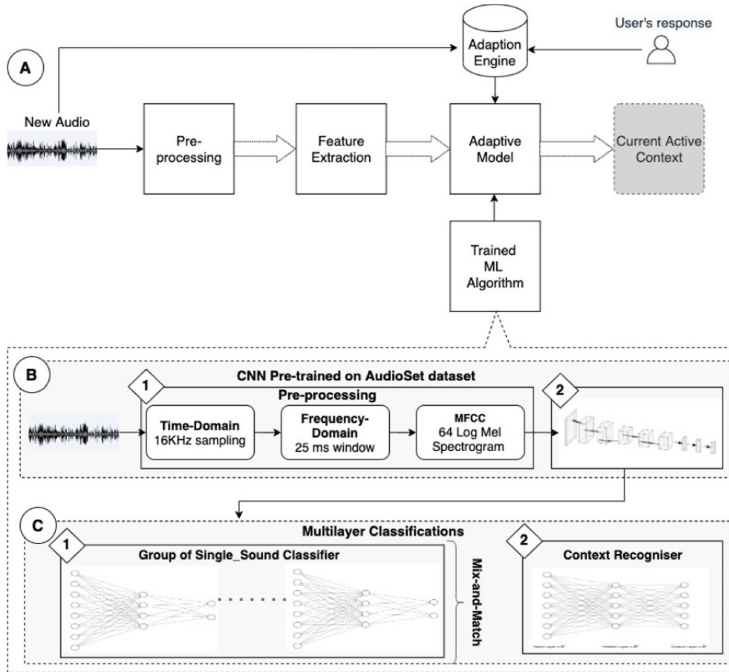 User's response
Adaption
Engine
A
New Audio
Pre-
processing
Feature
Extraction
Adaptive
Model
Current Active
Context
Trained
ML
Algorithm
B
CNN Pre-trained on AudioSet dataset
1
2
Pre-processing
Time-Domain
16KHz sampling
Frequency-
Domain
25 ms window
MFCC
64 Log Mel
Spectrogram
C
Multilayer Classifications
1
Group of Single_Sound Classifier
Mix-and-Match
2
Context Recogniser